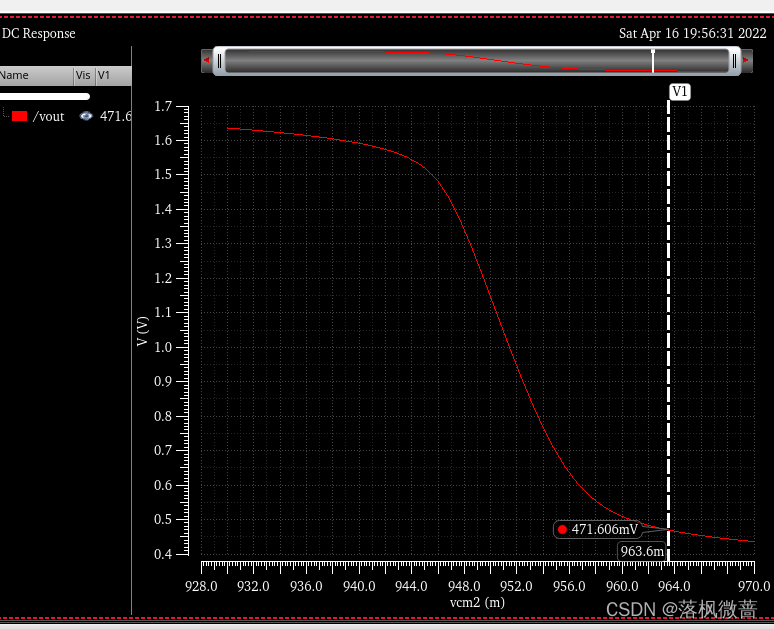 DC Response
Sat Apr 16 19:56:31 2022
Name Vis V1
/vout 471.6
V1
1.7
1.6
1.5
1.4
1.3
1.2
1.1
1.0
0.9
0.8
0.7
0.6
0.5
0.4
V (V)
471.606mV
963.6m
928.0 932.0 936.0 940.0 944.0 948.0 952.0 956.0 960.0 964.0 970.0
vcm2 (m)
CSDN @落枫微蔷